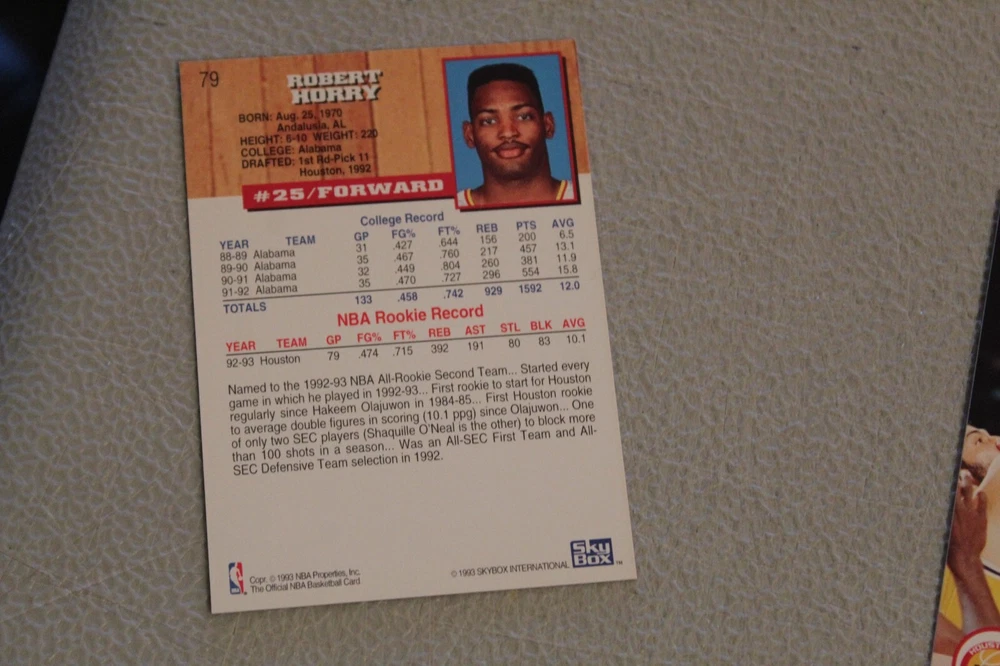 79
ROBERT
HORRY
BORN: Aug. 25, 1970
Andalusia, AL
HEIGHT: 6-10 WEIGHT: 220
COLLEGE: Alabama
DRAFTED: 1st Rd-Pick 11
Houston, 1992
#25/FORWARD
College Record
YEAR TEAM GP FG% FT% REB PTS AVG
88-89 Alabama 31 .427 .644 156 200 6.5
89-90 Alabama 35 .467 .760 217 457 13.1
90-91 Alabama 32 .449 .804 260 381 11.9
91-92 Alabama 35 .470 .727 296 554 15.8
TOTALS 133 .458 .742 929 1592 12.0
NBA Rookie Record
YEAR TEAM GP FG% FT% REB AST STL BLK AVG
92-93 Houston 79 .474 .715 392 191 80 83 10.1
Named to the 1992-93 NBA All-Rookie Second Team... Started every
game in which he played in 1992-93... First rookie to start for Houston
regularly since Hakeem Olajuwon in 1984-85... First Houston rookie
to average double figures in scoring (10.1 ppg) since Olajuwon... One
of only two SEC players (Shaquille O'Neal is the other) to block more
than 100 shots in a season... Was an All-SEC First Team and All-
SEC Defensive Team selection in 1992.
NBA
Copr. © 1993 NBA Properties, Inc.
The Official NBA Basketball Card
© 1993 SKYBOX INTERNATIONAL
Sky
BOX ™